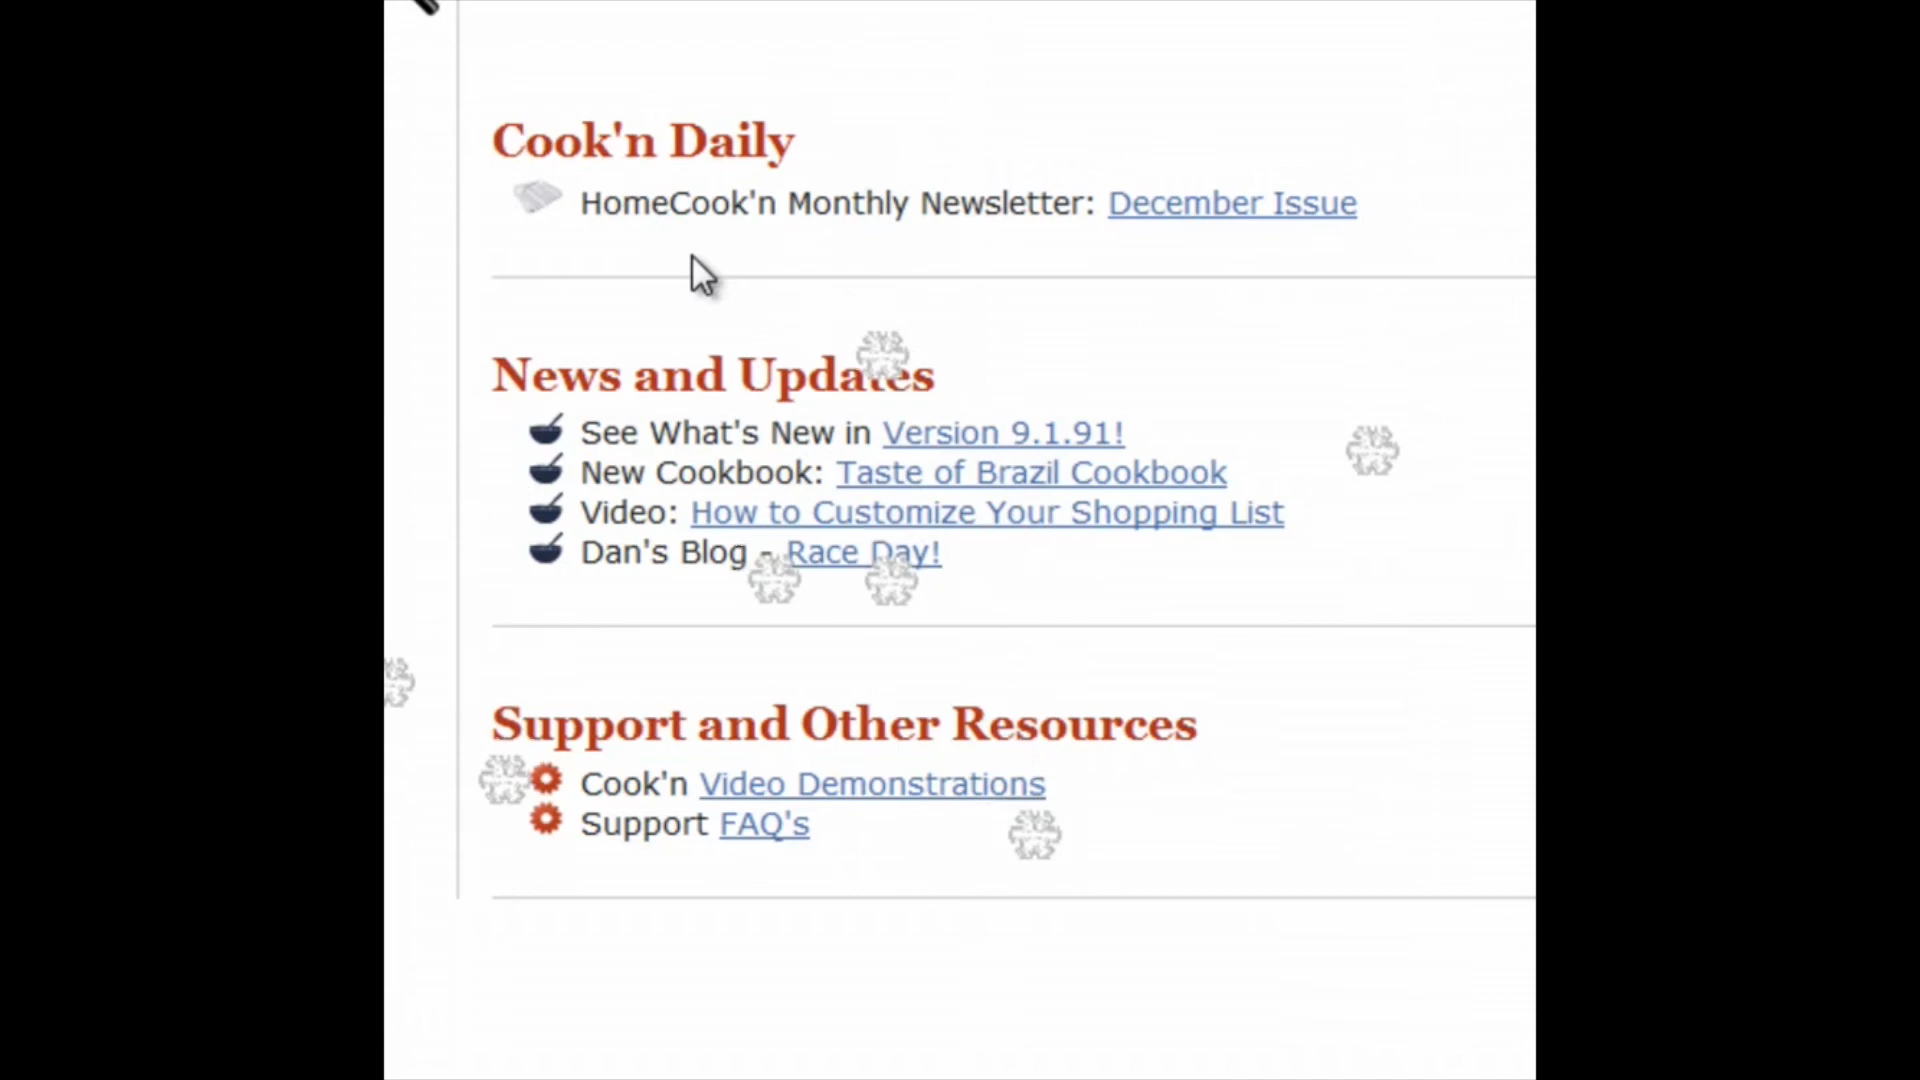 Cook'n Daily
HomeCook'n Monthly Newsletter: December Issue
News and Updates
See What's New in Version 9.1.91!
New Cookbook: Taste of Brazil Cookbook
Video: How to Customize Your Shopping List
Dan's Blog - Race Day!
Support and Other Resources
Cook'n Video Demonstrations
Support FAQ's